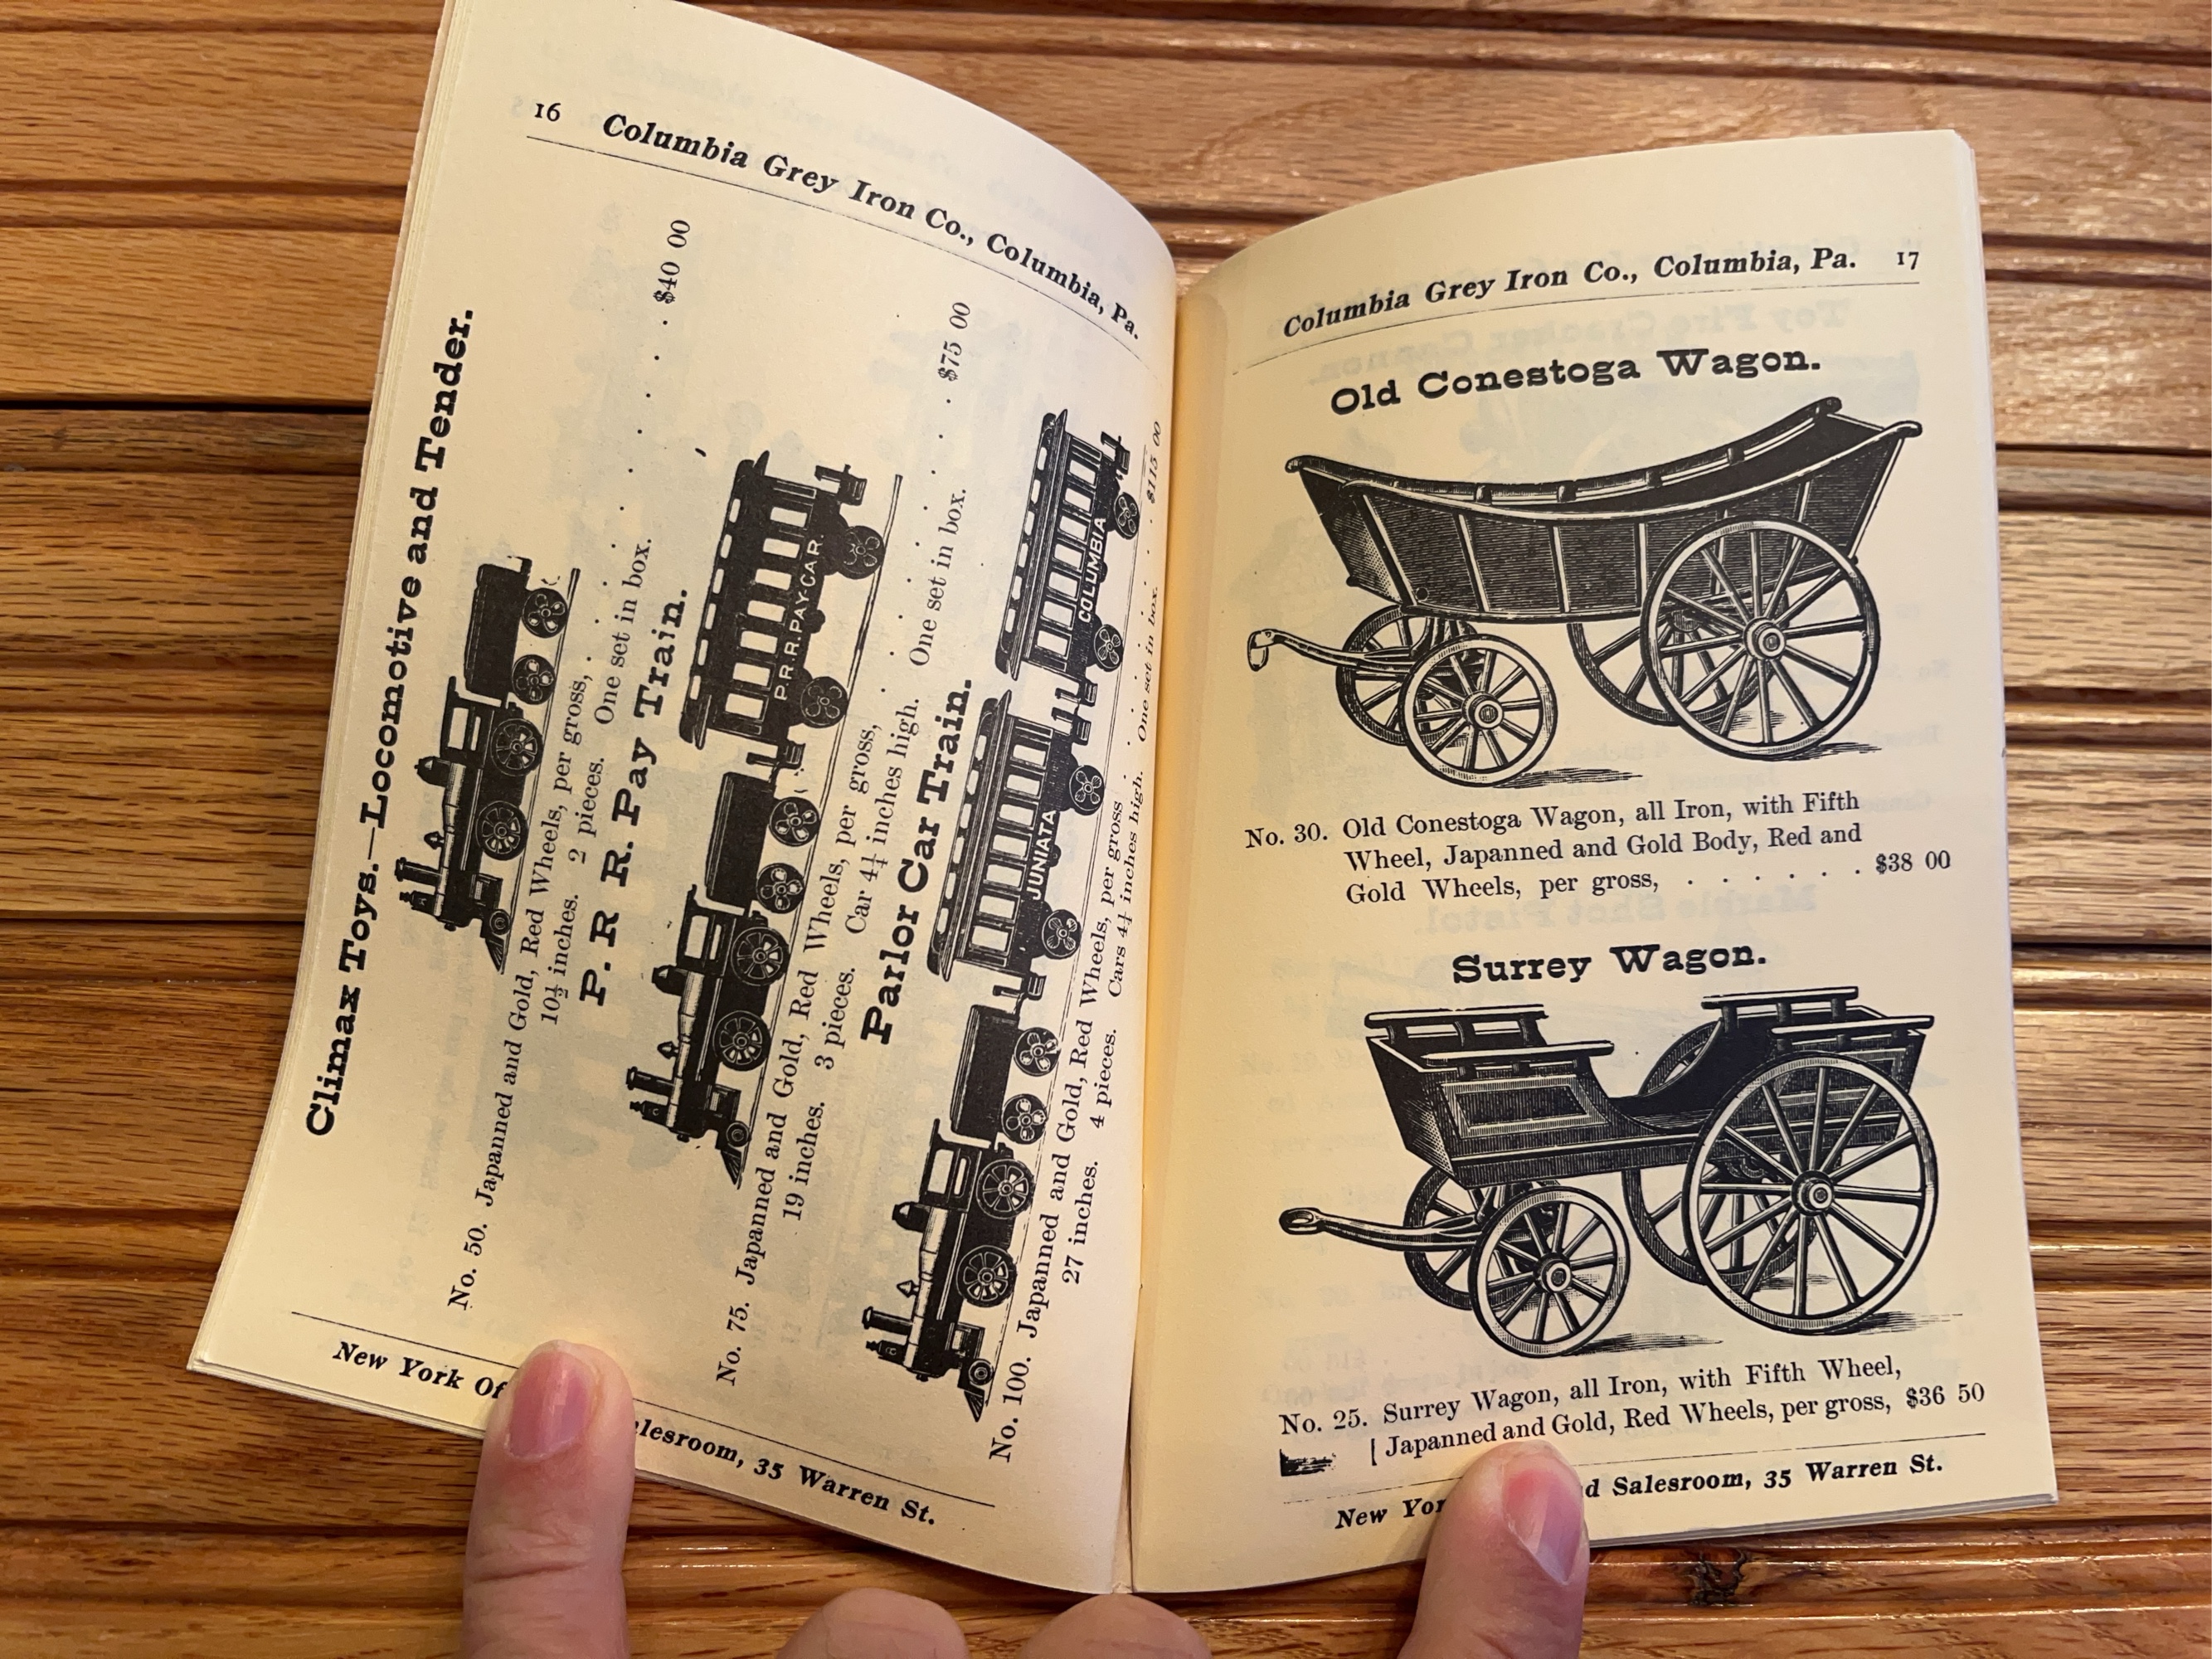 16 Columbia Grey Iron Co., Columbia, Pa.
Climax Toys.—Locomotive and Tender.
No. 50. Japanned and Gold, Red Wheels, per gross, . . . . . . . $40 00
10½ inches. 2 pieces. One set in box.
P. R R. Pay Train.
P.R.R. PAY-CAR.
No. 75. Japanned and Gold, Red Wheels, per gross, . . . . . . . $75 00
19 inches. 3 pieces. Car 4¼ inches high. One set in box.
Parlor Car Train.
JUNIATA
COLUMBIA
No. 100. Japanned and Gold, Red Wheels, per gross . . . . . . . $115 00
27 inches. 4 pieces. Cars 4¼ inches high. One set in box.
New York Of alesroom, 35 Warren St.
Columbia Grey Iron Co., Columbia, Pa. 17
Old Conestoga Wagon.
No. 30. Old Conestoga Wagon, all Iron, with Fifth
Wheel, Japanned and Gold Body, Red and
Gold Wheels, per gross, . . . . . . $38 00
Surrey Wagon.
No. 25. Surrey Wagon, all Iron, with Fifth Wheel,
[ Japanned and Gold, Red Wheels, per gross, $36 50
New Yor d Salesroom, 35 Warren St.